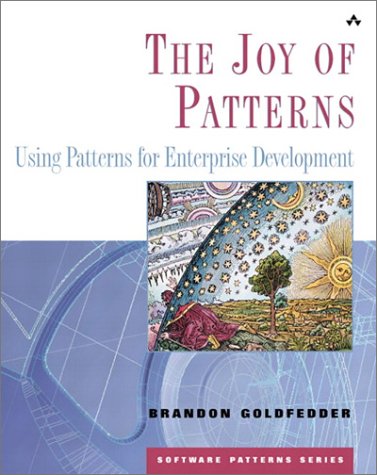 THE JOY OF
PATTERNS
Using Patterns for Enterprise Development
BRANDON GOLDFEDDER
SOFTWARE PATTERNS SERIES